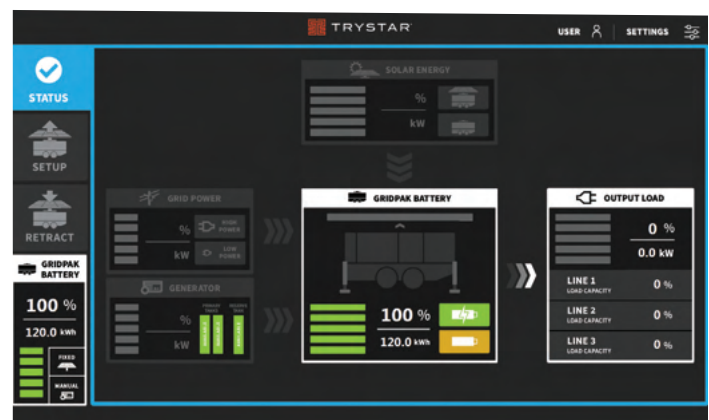 TRYSTAR
USER
SETTINGS
STATUS
SETUP
RETRACT
GRIDPAK
BATTERY
100 %
120.0 kWh
FIXED
MANUAL
SOLAR ENERGY
%
kW
GRID POWER
%
kW
HIGH
POWER
LOW
POWER
GENERATOR
%
kW
PRIMARY
TANKS
GRIDPAK BATTERY
100 %
120.0 kWh
OUTPUT LOAD
0 %
0.0 kW
LINE 1
LOAD CAPACITY
0 %
LINE 2
LOAD CAPACITY
0 %
LINE 3
LOAD CAPACITY
0 %